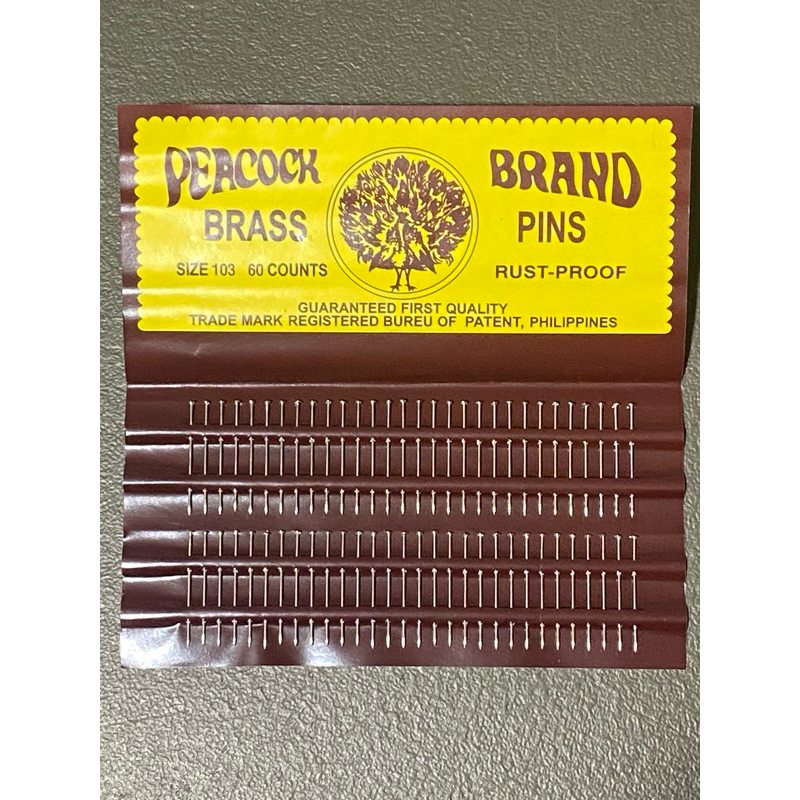 PEACOCK BRAND
BRASS PINS
SIZE 103 60 COUNTS RUST-PROOF
GUARANTEED FIRST QUALITY
TRADE MARK REGISTERED BUREU OF PATENT, PHILIPPINES